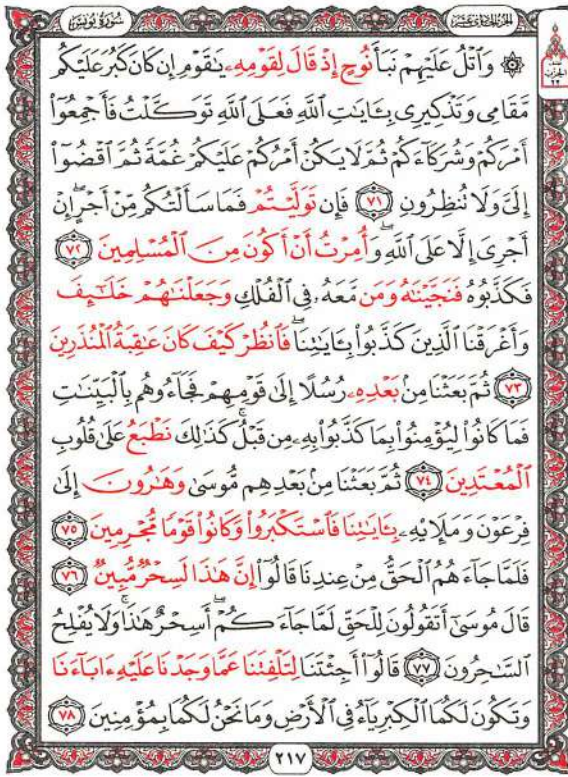 الجزء الحادي عشر
سورة يونس
نصف
الحزب
٢٢
۞ وَٱتْلُ عَلَيْهِمْ نَبَأَ نُوحٍ إِذْ قَالَ لِقَوْمِهِۦ يَٰقَوْمِ إِن كَانَ كَبُرَ عَلَيْكُم
مَّقَامِى وَتَذْكِيرِى بِـَٔايَٰتِ ٱللَّهِ فَعَلَى ٱللَّهِ تَوَكَّلْتُ فَأَجْمِعُوٓا۟
أَمْرَكُمْ وَشُرَكَآءَكُمْ ثُمَّ لَا يَكُنْ أَمْرُكُمْ عَلَيْكُمْ غُمَّةً ثُمَّ ٱقْضُوٓا۟
إِلَىَّ وَلَا تُنظِرُونِ ٧١ فَإِن تَوَلَّيْتُمْ فَمَا سَأَلْتُكُم مِّنْ أَجْرٍ ۖ إِنْ
أَجْرِىَ إِلَّا عَلَى ٱللَّهِ ۖ وَأُمِرْتُ أَنْ أَكُونَ مِنَ ٱلْمُسْلِمِينَ ٧٢
فَكَذَّبُوهُ فَنَجَّيْنَٰهُ وَمَن مَّعَهُۥ فِى ٱلْفُلْكِ وَجَعَلْنَٰهُمْ خَلَٰٓئِفَ
وَأَغْرَقْنَا ٱلَّذِينَ كَذَّبُوا۟ بِـَٔايَٰتِنَا ۖ فَٱنظُرْ كَيْفَ كَانَ عَٰقِبَةُ ٱلْمُنذَرِينَ
٧٣ ثُمَّ بَعَثْنَا مِنۢ بَعْدِهِۦ رُسُلًا إِلَىٰ قَوْمِهِمْ فَجَآءُوهُم بِٱلْبَيِّنَٰتِ
فَمَا كَانُوا۟ لِيُؤْمِنُوا۟ بِمَا كَذَّبُوا۟ بِهِۦ مِن قَبْلُ ۚ كَذَٰلِكَ نَطْبَعُ عَلَىٰ قُلُوبِ
ٱلْمُعْتَدِينَ ٧٤ ثُمَّ بَعَثْنَا مِنۢ بَعْدِهِم مُّوسَىٰ وَهَٰرُونَ إِلَىٰ
فِرْعَوْنَ وَمَلَإِي۟هِۦ بِـَٔايَٰتِنَا فَٱسْتَكْبَرُوا۟ وَكَانُوا۟ قَوْمًا مُّجْرِمِينَ ٧٥
فَلَمَّا جَآءَهُمُ ٱلْحَقُّ مِنْ عِندِنَا قَالُوٓا۟ إِنَّ هَٰذَا لَسِحْرٌ مُّبِينٌ ٧٦
قَالَ مُوسَىٰٓ أَتَقُولُونَ لِلْحَقِّ لَمَّا جَآءَكُمْ ۖ أَسِحْرٌ هَٰذَا وَلَا يُفْلِحُ
ٱلسَّٰحِرُونَ ٧٧ قَالُوٓا۟ أَجِئْتَنَا لِتَلْفِتَنَا عَمَّا وَجَدْنَا عَلَيْهِ ءَابَآءَنَا
وَتَكُونَ لَكُمَا ٱلْكِبْرِيَآءُ فِى ٱلْأَرْضِ وَمَا نَحْنُ لَكُمَا بِمُؤْمِنِينَ ٧٨
٢١٧